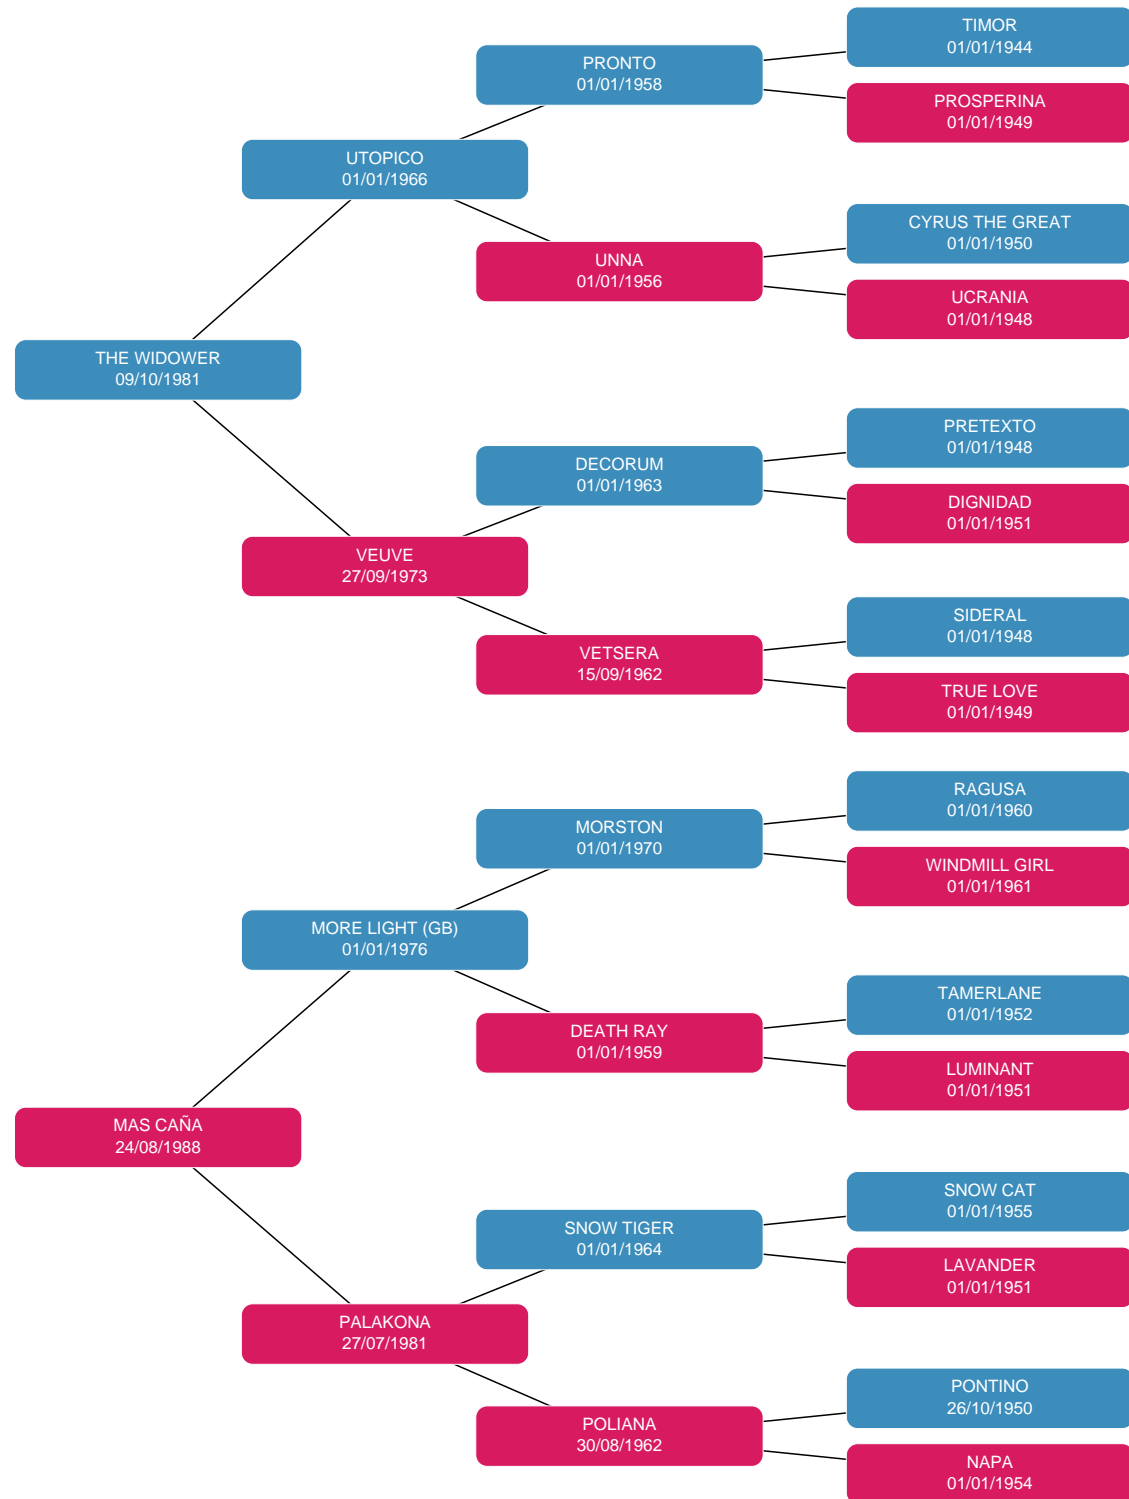 TIMOR
01/01/1944
PRONTO
01/01/1958
PROSPERINA
01/01/1949
UTOPICO
01/01/1966
CYRUS THE GREAT
01/01/1950
UNNA
01/01/1956
UCRANIA
01/01/1948
THE WIDOWER
09/10/1981
PRETEXTO
01/01/1948
DECORUM
01/01/1963
DIGNIDAD
01/01/1951
VEUVE
27/09/1973
SIDERAL
01/01/1948
VETSERA
15/09/1962
TRUE LOVE
01/01/1949
RAGUSA
01/01/1960
MORSTON
01/01/1970
WINDMILL GIRL
01/01/1961
MORE LIGHT (GB)
01/01/1976
TAMERLANE
01/01/1952
DEATH RAY
01/01/1959
LUMINANT
01/01/1951
MAS CAÑA
24/08/1988
SNOW CAT
01/01/1955
SNOW TIGER
01/01/1964
LAVANDER
01/01/1951
PALAKONA
27/07/1981
PONTINO
26/10/1950
POLIANA
30/08/1962
NAPA
01/01/1954